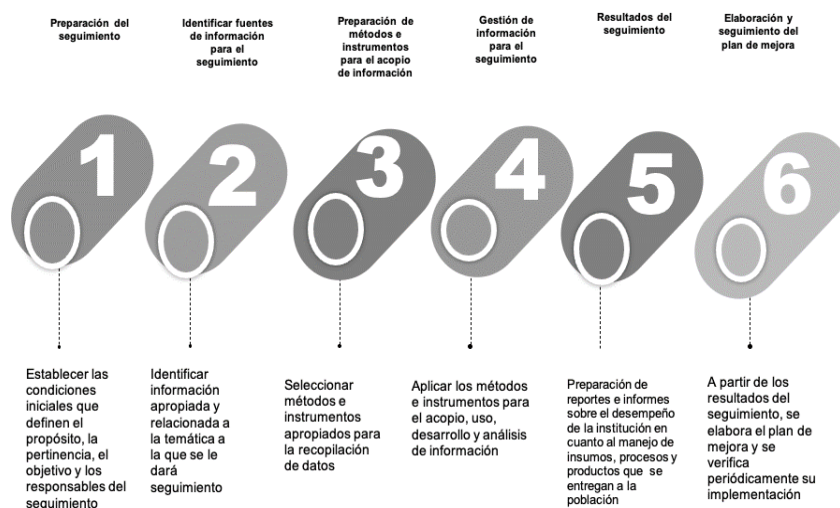 Preparación del
seguimiento
Identificar fuentes
de información
para el
seguimiento
Preparación de
métodos e
instrumentos
para el acopio
de información
Gestión de
información
para el
seguimiento
Resultados del
seguimiento
Elaboración y
seguimiento del
plan de mejora
1
2
3
4
5
6
Establecer las
condiciones
iniciales que
definen el
propósito, la
pertinencia, el
objetivo y los
responsables del
seguimiento
Identificar
información
apropiada y
relacionada a
la temática a
la que se le
dará
seguimiento
Seleccionar
métodos e
instrumentos
apropiados para
la recopilación
de datos
Aplicar los métodos
e instrumentos para
el acopio, uso,
desarrollo y análisis
de información
Preparación de
reportes e informes
sobre el desempeño
de la institución en
cuanto al manejo de
insumos, procesos y
productos que se
entregan a la
población
A partir de los
resultados del
seguimiento, se
elabora el plan de
mejora y se
verifica
periódicamente su
implementación